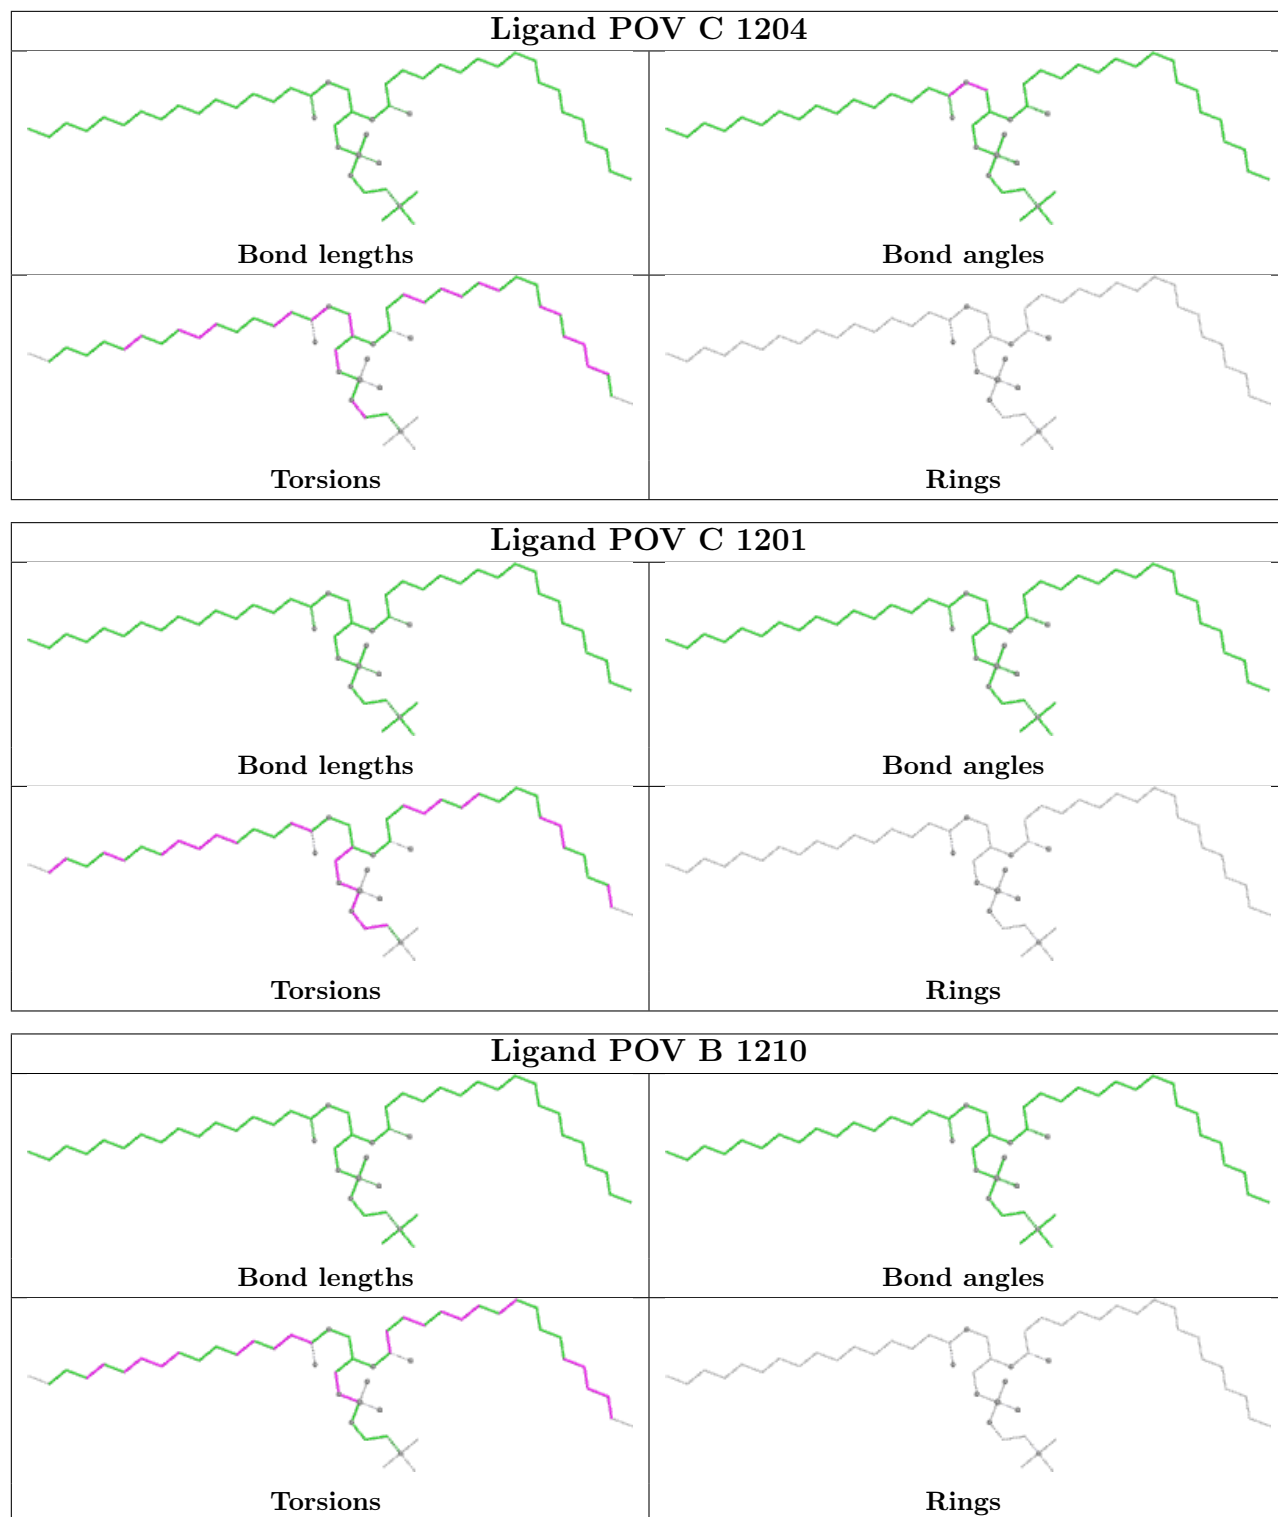 Ligand POV C 1204
Bond lengths
Bond angles
Torsions
Rings
Ligand POV C 1201
Bond lengths
Bond angles
Torsions
Rings
Ligand POV B 1210
Bond lengths
Bond angles
Torsions
Rings